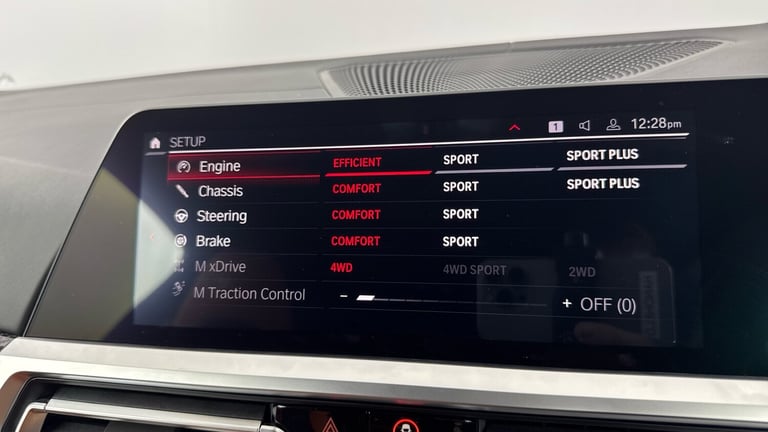 1 12:28pm
SETUP
Engine EFFICIENT SPORT SPORT PLUS
Chassis COMFORT SPORT SPORT PLUS
Steering COMFORT SPORT
Brake COMFORT SPORT
M xDrive 4WD 4WD SPORT 2WD
M Traction Control - + OFF (0)